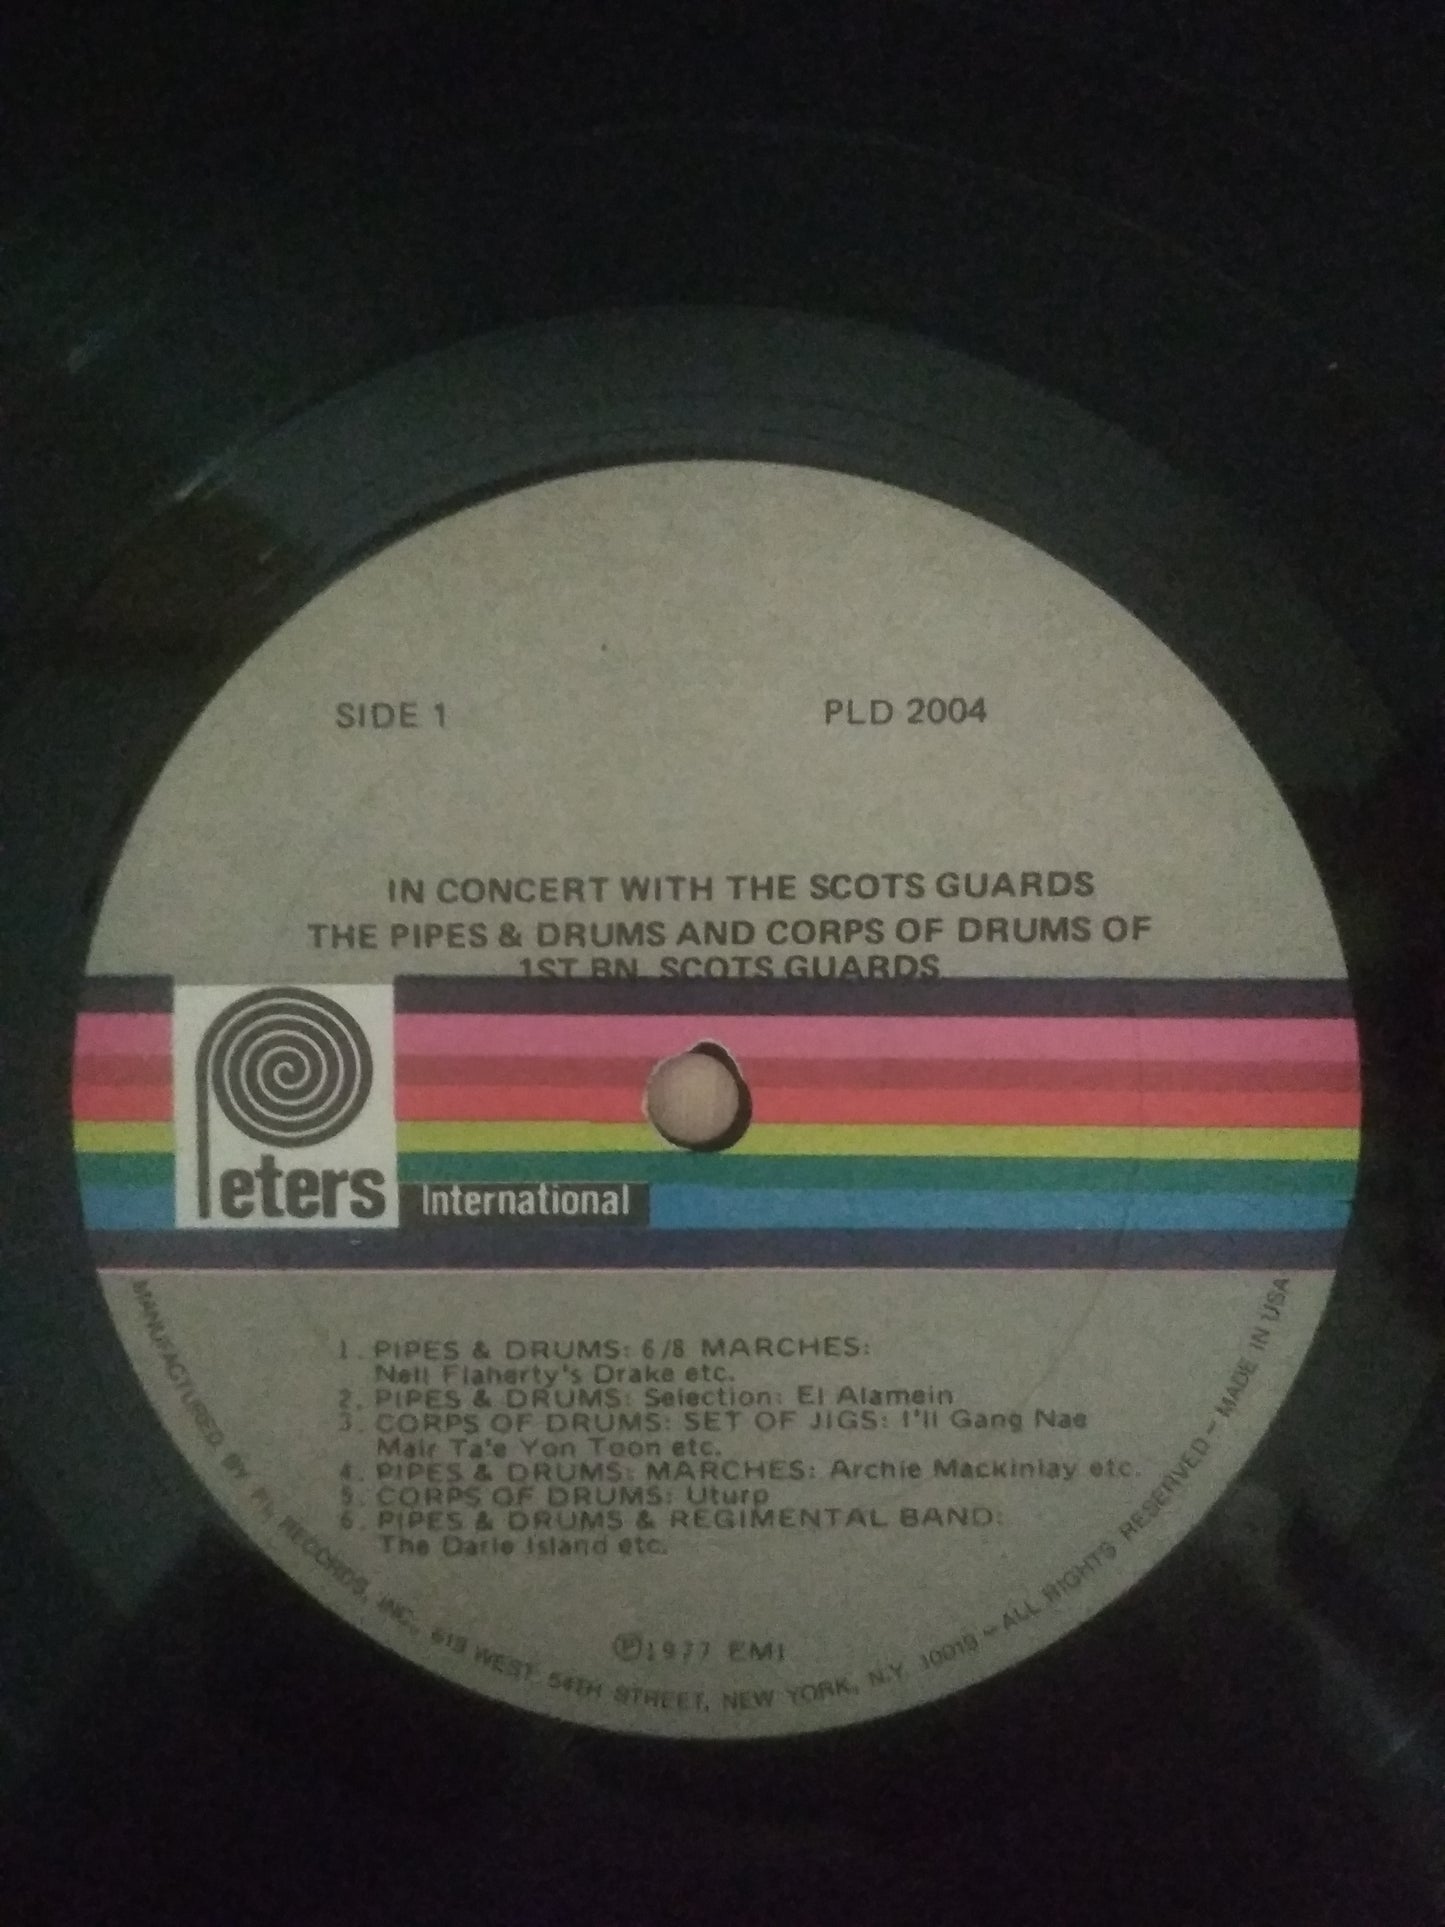 SIDE 1
PLD 2004
IN CONCERT WITH THE SCOTS GUARDS
THE PIPES & DRUMS AND CORPS OF DRUMS OF
1ST BN. SCOTS GUARDS
Peters
International
1. PIPES & DRUMS: 6/8 MARCHES:
Nell Flaherty's Drake etc.
2. PIPES & DRUMS: Selection: El Alamein
3. CORPS OF DRUMS: SET OF JIGS: I'll Gang Nae
Mair Ta'e Yon Toon etc.
4. PIPES & DRUMS: MARCHES: Archie Mackinlay etc.
5. CORPS OF DRUMS: Uturp
6. PIPES & DRUMS & REGIMENTAL BAND:
The Darie Island etc.
℗1977 EMI
MANUFACTURED BY P.I. RECORDS, INC., 619 WEST 54TH STREET, NEW YORK, N.Y. 10019 – ALL RIGHTS RESERVED – MADE IN USA